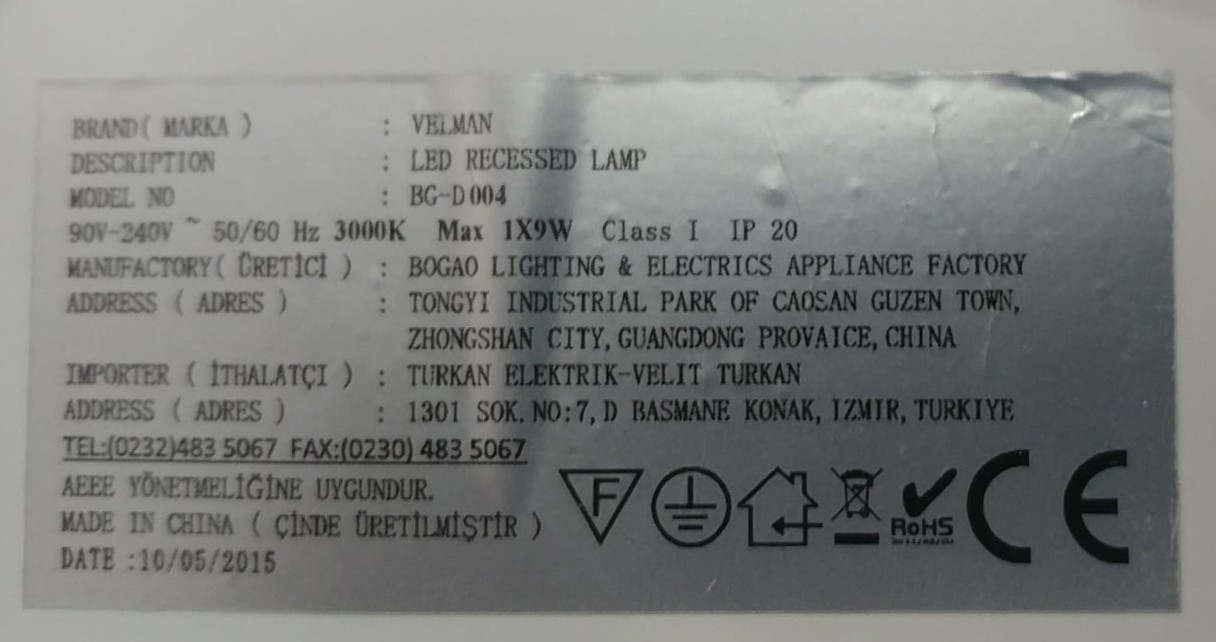 BRAND( MARKA ) : VELMAN
DESCRIPTION : LED RECESSED LAMP
MODEL NO : BG-D004
90V-240V ~ 50/60 Hz 3000K Max 1X9W Class I IP 20
MANUFACTORY( ÜRETİCİ ) : BOGAO LIGHTING & ELECTRICS APPLIANCE FACTORY
ADDRESS ( ADRES ) : TONGYI INDUSTRIAL PARK OF CAOSAN GUZEN TOWN,
ZHONGSHAN CITY, GUANGDONG PROVAICE, CHINA
IMPORTER ( İTHALATÇI ) : TURKAN ELEKTRIK-VELIT TURKAN
ADDRESS ( ADRES ) : 1301 SOK. NO:7, D BASMANE KONAK, IZMIR, TURKIYE
TEL:(0232)483 5067 FAX:(0230) 483 5067
AEEE YÖNETMELİĞİNE UYGUNDUR.
MADE IN CHINA ( ÇİNDE ÜRETİLMİŞTİR )
DATE :10/05/2015
F RoHS CE